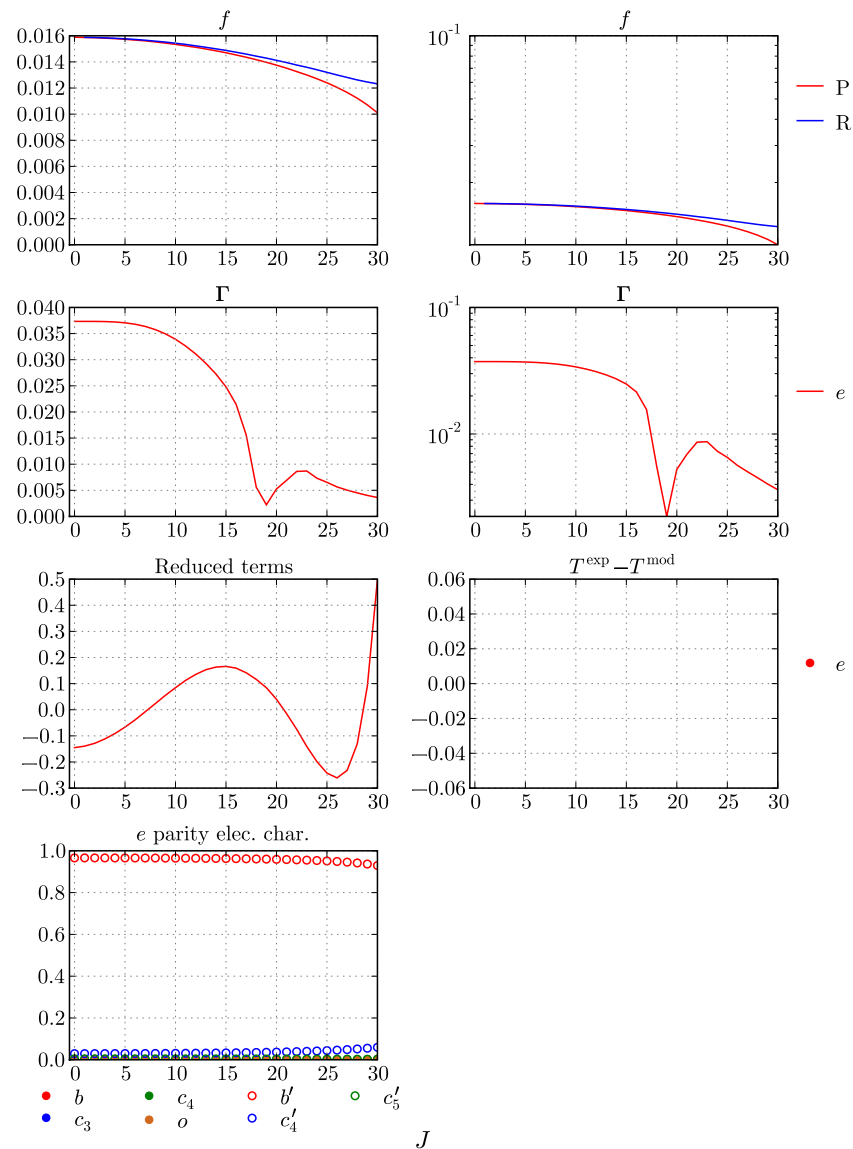 f
0.016
0.014
0.012
0.010
0.008
0.006
0.004
0.002
0.000
0 5 10 15 20 25 30
f
10⁻¹
0 5 10 15 20 25 30
P
R
Γ
0.040
0.035
0.030
0.025
0.020
0.015
0.010
0.005
0.000
0 5 10 15 20 25 30
Γ
10⁻¹
10⁻²
0 5 10 15 20 25 30
e
Reduced terms
0.5
0.4
0.3
0.2
0.1
0.0
−0.1
−0.2
−0.3
0 5 10 15 20 25 30
Tᵉˣᵖ−Tᵐᵒᵈ
0.06
0.04
0.02
0.00
−0.02
−0.04
−0.06
0 5 10 15 20 25 30
e
e parity elec. char.
1.0
0.8
0.6
0.4
0.2
0.0
0 5 10 15 20 25 30
b c₄ b′ c′₅
c₃ o c′₄
J